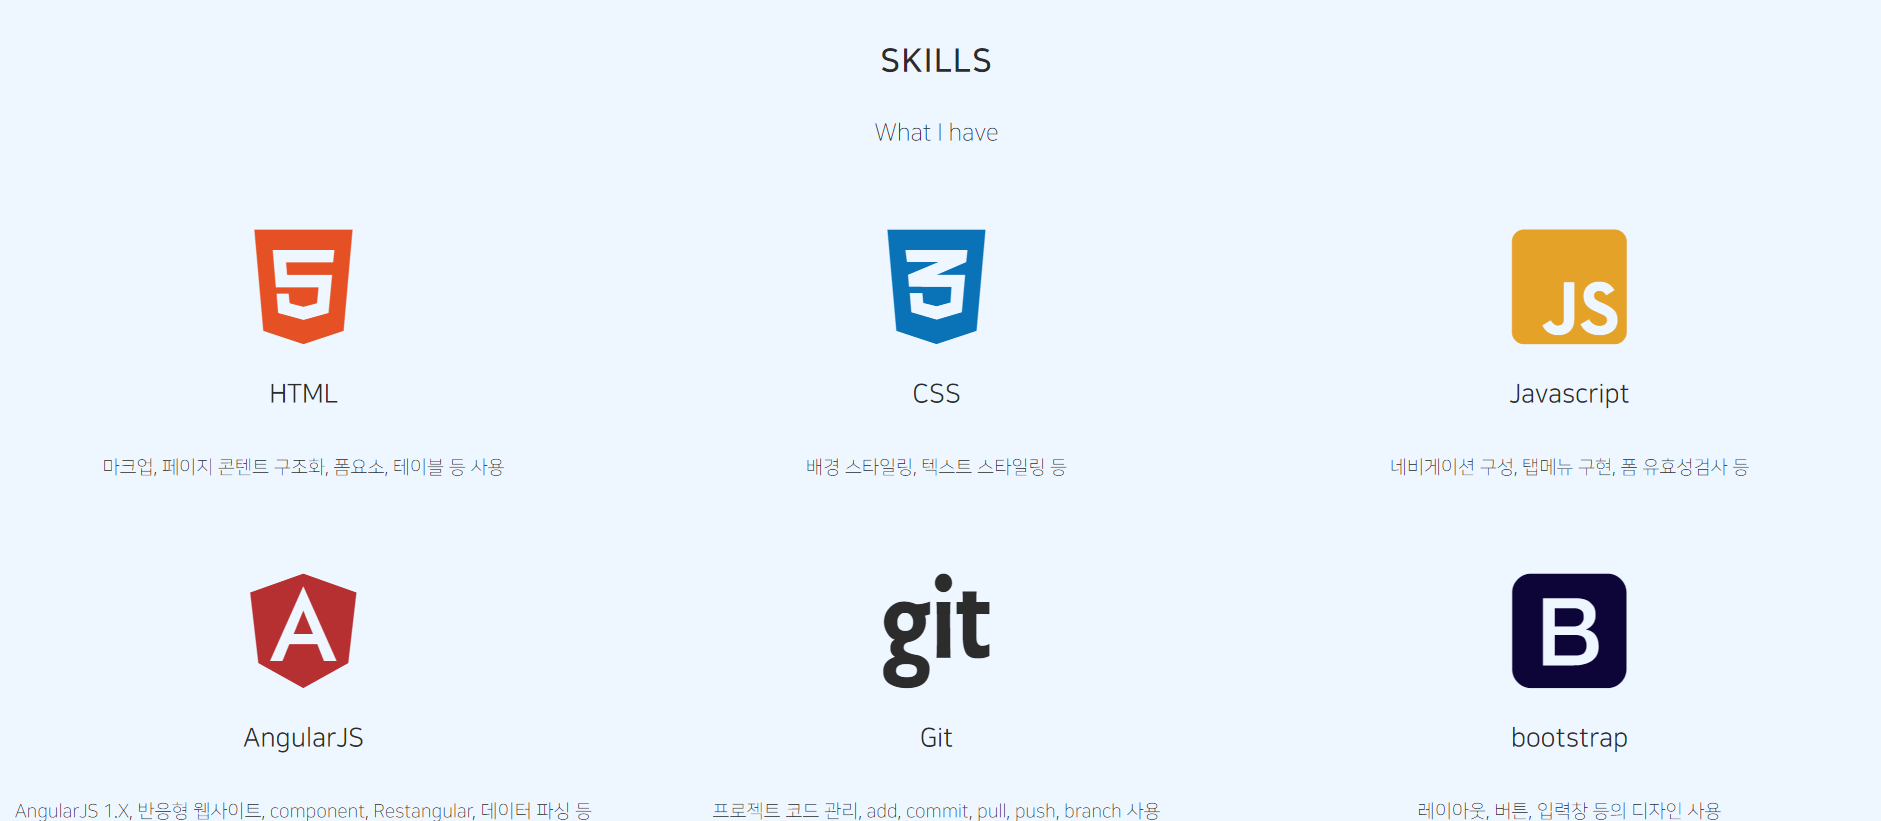 SKILLS
What I have
5
3
JS
HTML
CSS
Javascript
마크업, 페이지 콘텐트 구조화, 폼요소, 테이블 등 사용
배경 스타일링, 텍스트 스타일링 등
네비게이션 구성, 탭메뉴 구현, 폼 유효성검사 등
A
git
B
AngularJS
Git
bootstrap
AngularJS 1.X, 반응형 웹사이트, component, Restangular, 데이터 파싱 등
프로젝트 코드 관리, add, commit, pull, push, branch 사용
레이아웃, 버튼, 입력창 등의 디자인 사용